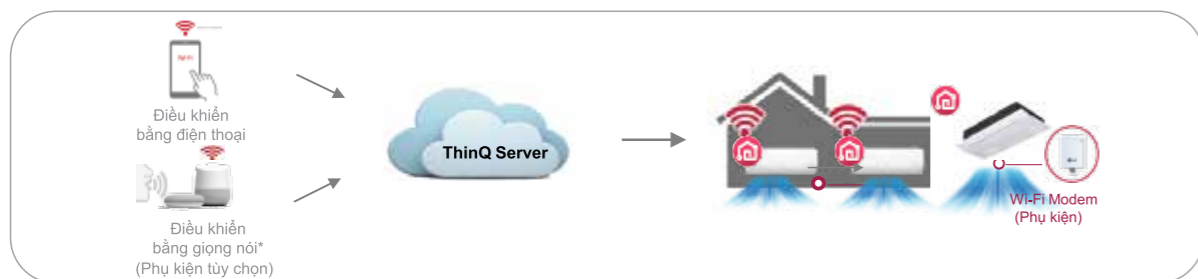 Điều khiển
bằng điện thoại
ThinQ Server
Điều khiển
bằng giọng nói*
(Phụ kiện tùy chọn)
Wi-Fi Modem
(Phụ kiện)